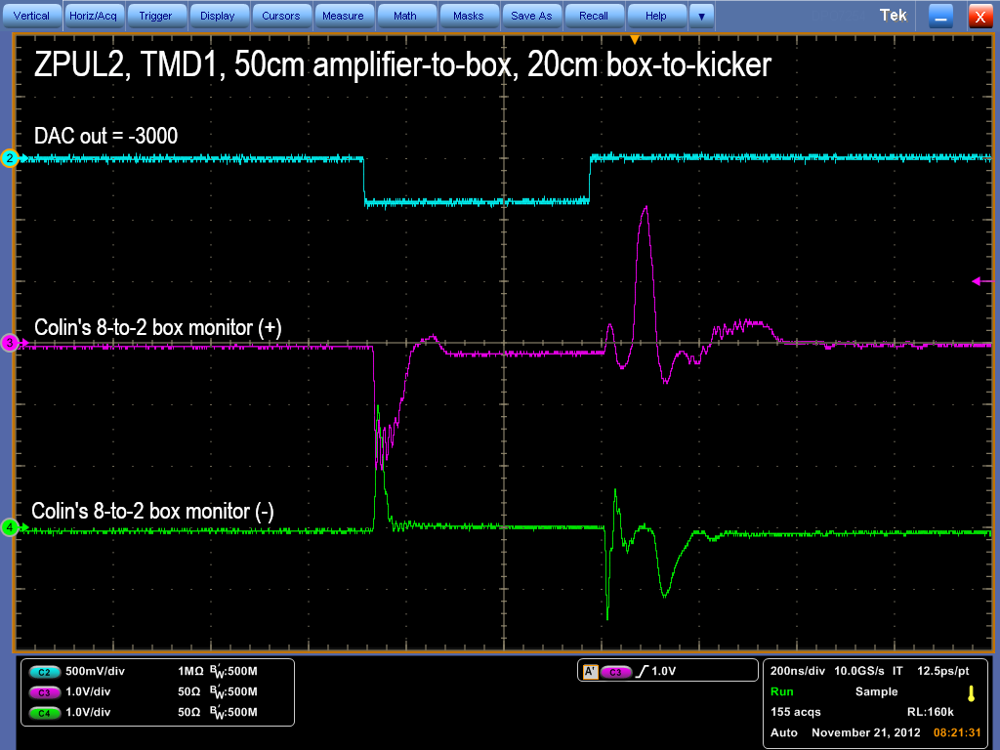 Vertical Horiz/Acq Trigger Display Cursors Measure Math Masks Save As Recall Help ▼ Tek X
ZPUL2, TMD1, 50cm amplifier-to-box, 20cm box-to-kicker
DAC out = -3000
2
Colin's 8-to-2 box monitor (+)
3
Colin's 8-to-2 box monitor (-)
4
C2 500mV/div 1MΩ BW:500M
C3 1.0V/div 50Ω BW:500M
C4 1.0V/div 50Ω BW:500M
A' C3 1.0V
200ns/div 10.0GS/s IT 12.5ps/pt
Run Sample
155 acqs RL:160k
Auto November 21, 2012 08:21:31